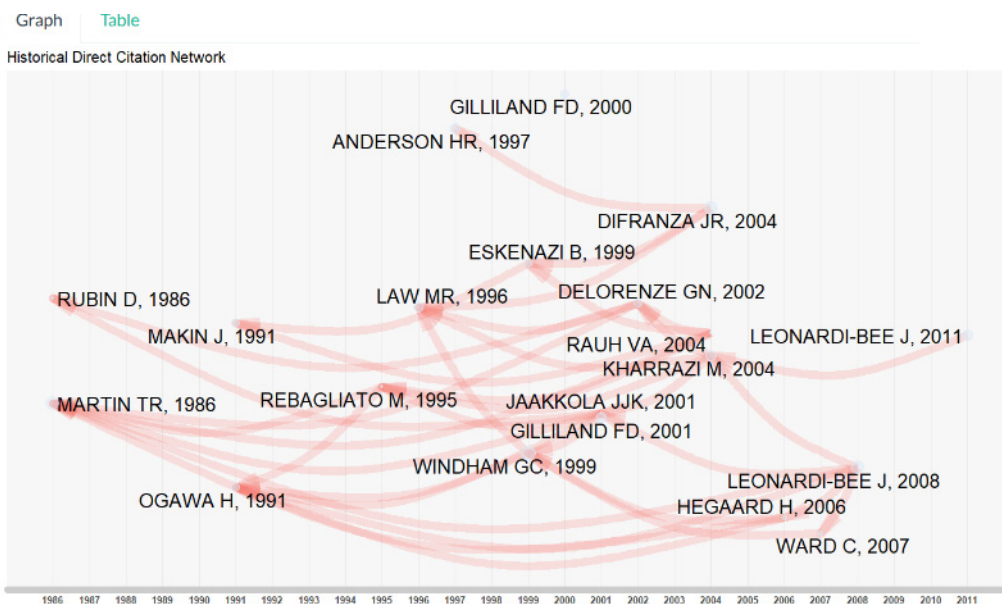 Graph Table
Historical Direct Citation Network
GILLILAND FD, 2000
ANDERSON HR, 1997
DIFRANZA JR, 2004
ESKENAZI B, 1999
RUBIN D, 1986
LAW MR, 1996
DELORENZE GN, 2002
MAKIN J, 1991
RAUH VA, 2004
LEONARDI-BEE J, 2011
KHARRAZI M, 2004
MARTIN TR, 1986
REBAGLIATO M, 1995
JAAKKOLA JJK, 2001
GILLILAND FD, 2001
WINDHAM GC, 1999
LEONARDI-BEE J, 2008
OGAWA H, 1991
HEGAARD H, 2006
WARD C, 2007
1986 1987 1988 1989 1990 1991 1992 1993 1994 1995 1996 1997 1998 1999 2000 2001 2002 2003 2004 2005 2006 2007 2008 2009 2010 2011